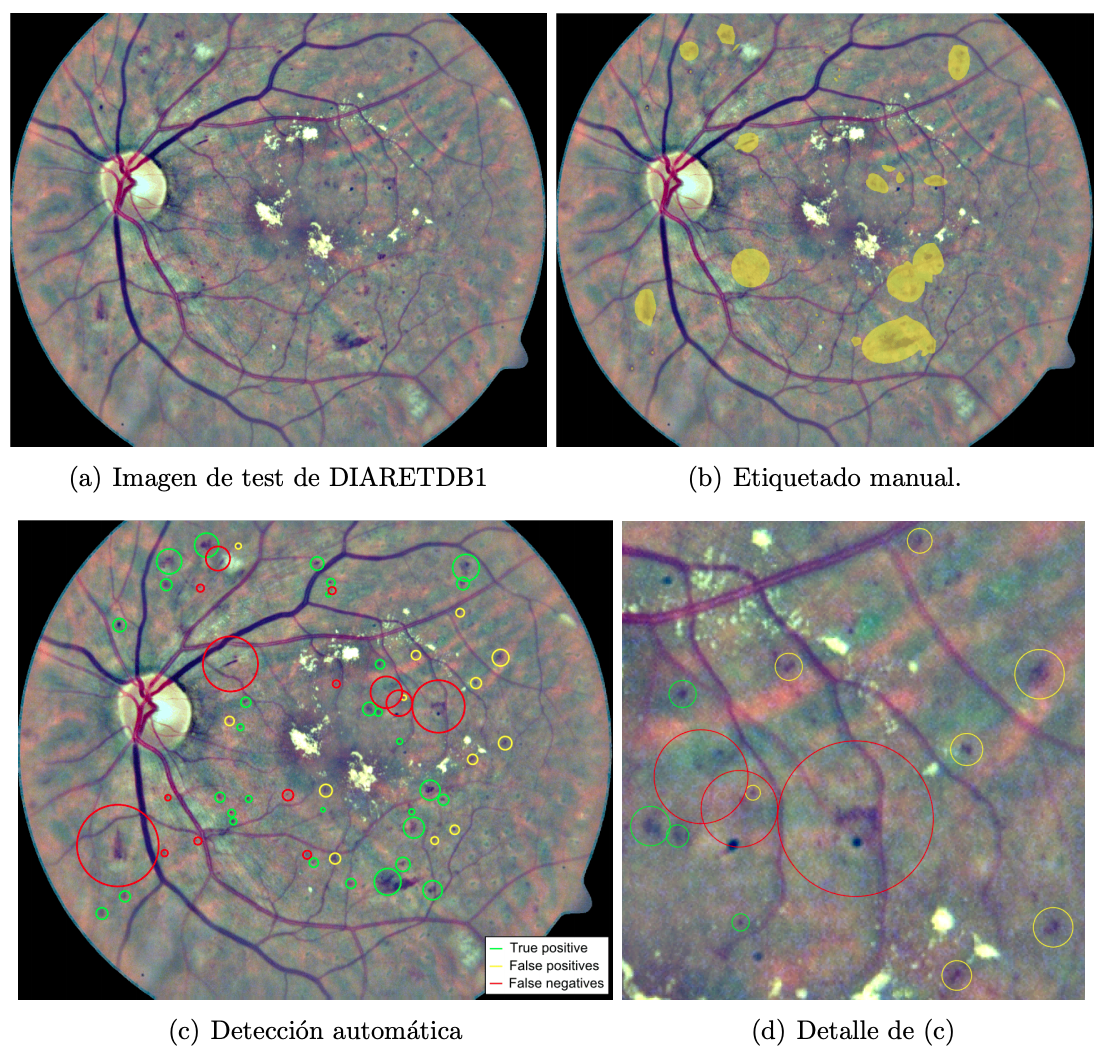 (a) Imagen de test de DIARETDB1
(b) Etiquetado manual.
True positive
False positives
False negatives
(c) Detección automática
(d) Detalle de (c)